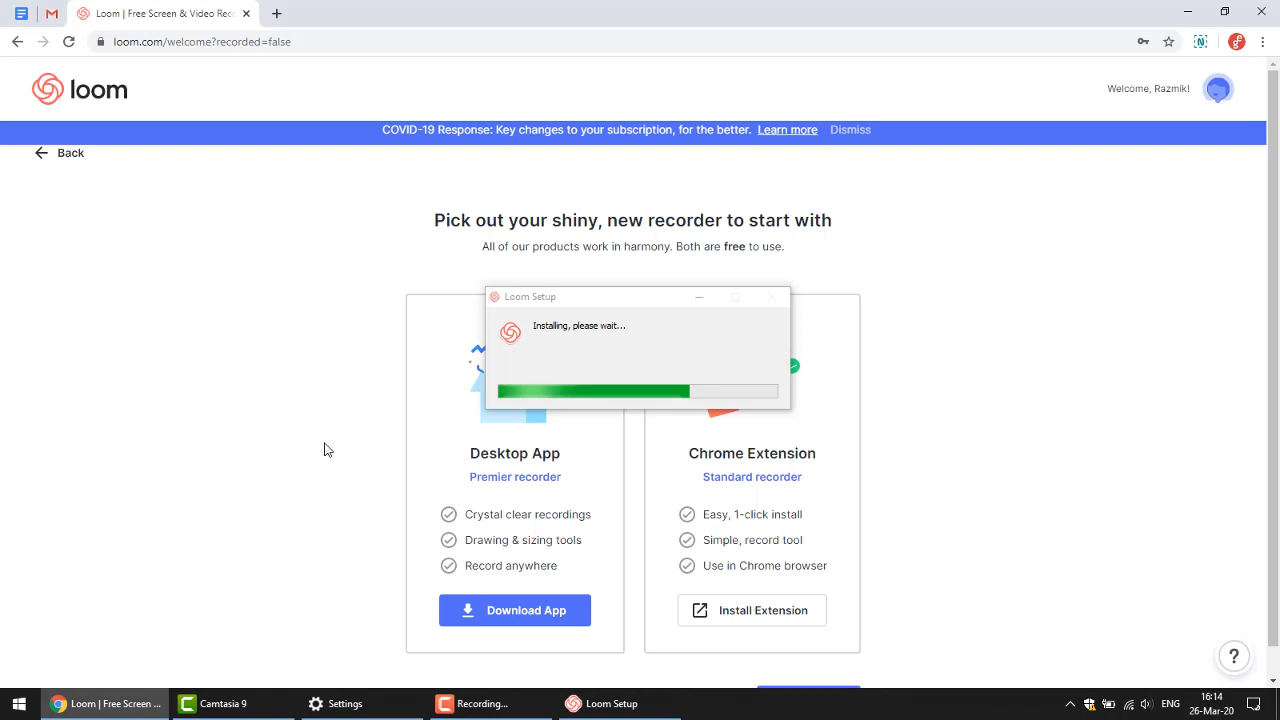 Loom | Free Screen & Video Rec
loom.com/welcome?recorded=false
loom
Welcome, Razmik!
COVID-19 Response: Key changes to your subscription, for the better. Learn more Dismiss
Back
Pick out your shiny, new recorder to start with
All of our products work in harmony. Both are free to use.
Loom Setup
Installing, please wait...
Desktop App
Premier recorder
Crystal clear recordings
Drawing & sizing tools
Record anywhere
Download App
Chrome Extension
Standard recorder
Easy, 1-click install
Simple, record tool
Use in Chrome browser
Install Extension
?
Loom | Free Screen ...
Camtasia 9
Settings
Recording...
Loom Setup
ENG
16:14
26-Mar-20